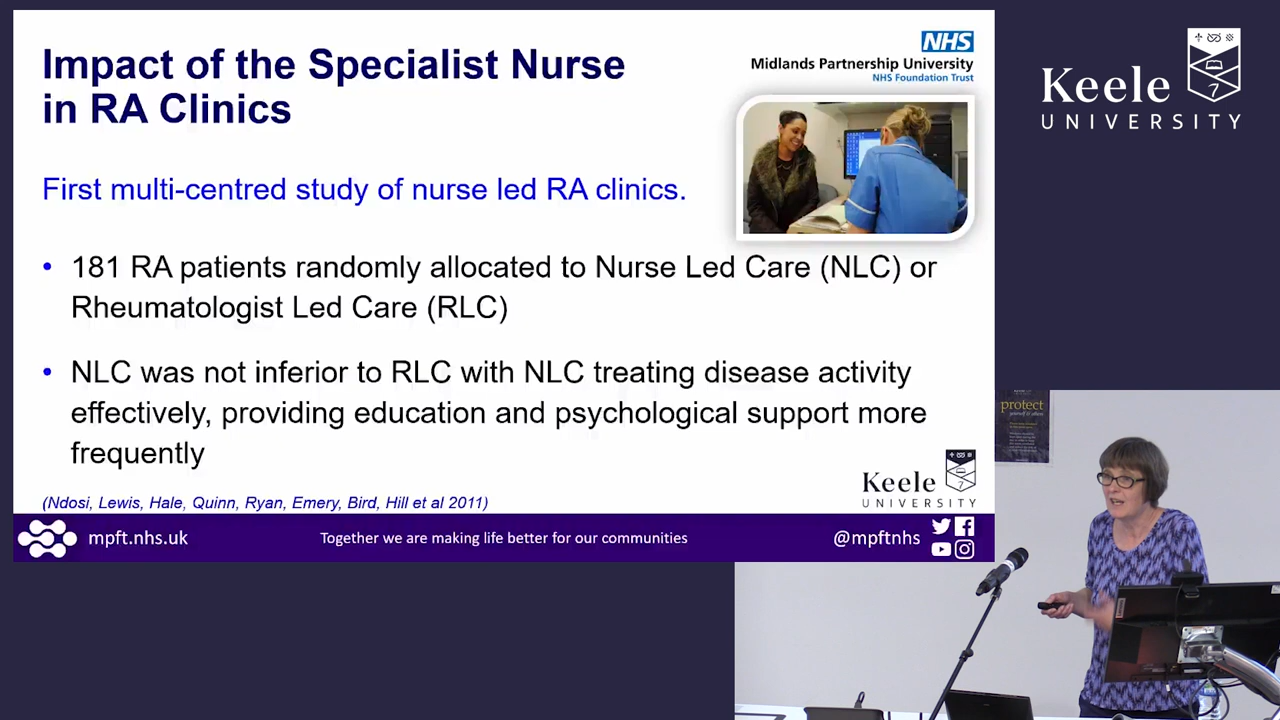 Impact of the Specialist Nurse
in RA Clinics
NHS
Midlands Partnership University
NHS Foundation Trust
First multi-centred study of nurse led RA clinics.
• 181 RA patients randomly allocated to Nurse Led Care (NLC) or
Rheumatologist Led Care (RLC)
• NLC was not inferior to RLC with NLC treating disease activity
effectively, providing education and psychological support more
frequently
(Ndosi, Lewis, Hale, Quinn, Ryan, Emery, Bird, Hill et al 2011)
Keele
UNIVERSITY
mpft.nhs.uk
Together we are making life better for our communities
@mpftnhs
Keele
UNIVERSITY
protect